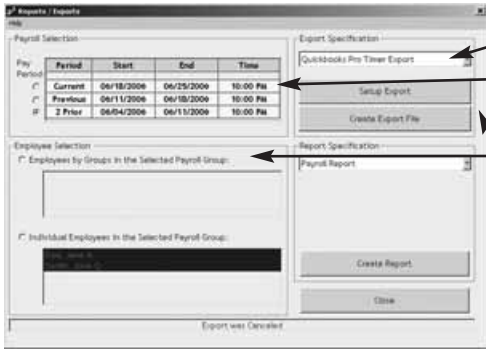 Reports / Exports
Help
Payroll Selection
Pay Period
Period Start End Time
Current 06/18/2006 06/25/2006 10:00 PM
Previous 06/11/2006 06/18/2006 10:00 PM
2 Prior 06/04/2006 06/11/2006 10:00 PM
Export Specification
Quickbooks Pro Timer Export
Setup Export
Create Export File
Employee Selection
Employees by Groups in the Selected Payroll Group:
Individual Employees in the Selected Payroll Group:
Report Specification
Payroll Report
Create Report
Close
Export was Canceled